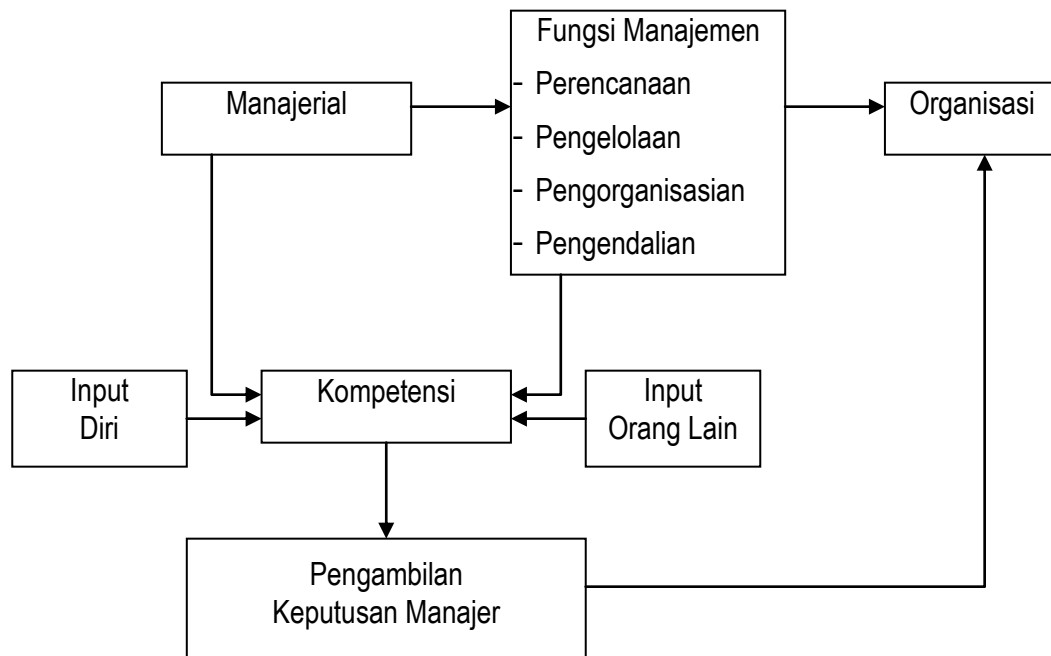 Fungsi Manajemen
- Perencanaan
- Pengelolaan
- Pengorganisasian
- Pengendalian
Manajerial
Organisasi
Input
Diri
Kompetensi
Input
Orang Lain
Pengambilan
Keputusan Manajer